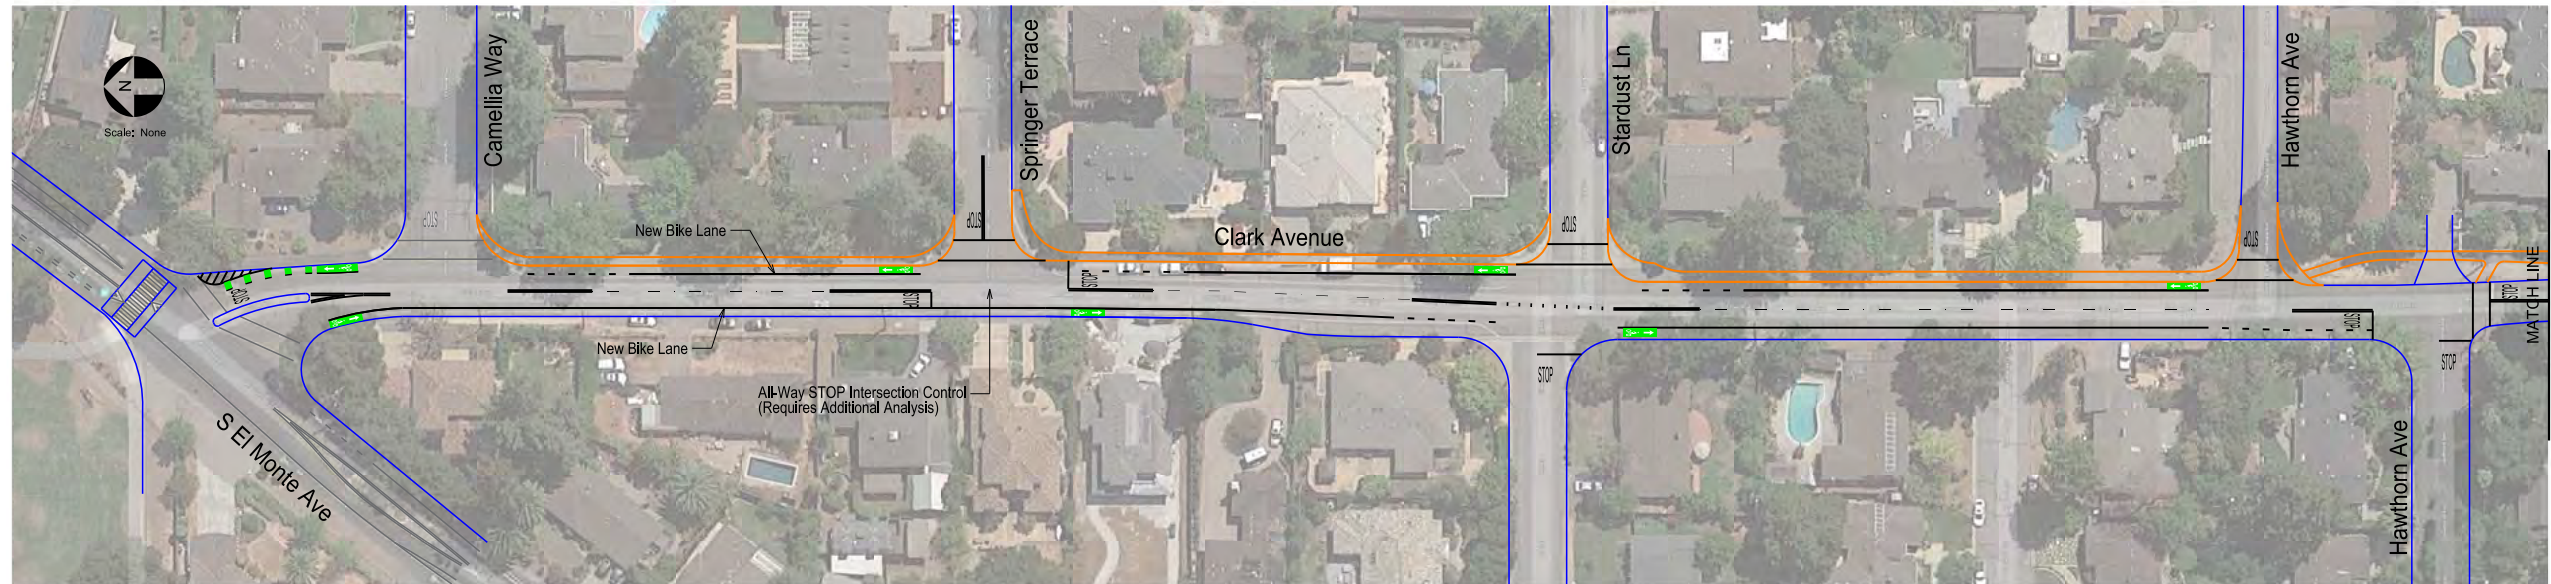 N
Scale: None
Camellia Way
Springer Terrace
Stardust Ln
Hawthorn Ave
STOP
STOP
STOP
STOP
New Bike Lane
Clark Avenue
STOP
STOP
STOP
STOP
STOP
MATCH LINE
New Bike Lane
STOP
STOP
All-Way STOP Intersection Control
(Requires Additional Analysis)
S El Monte Ave
Hawthorn Ave